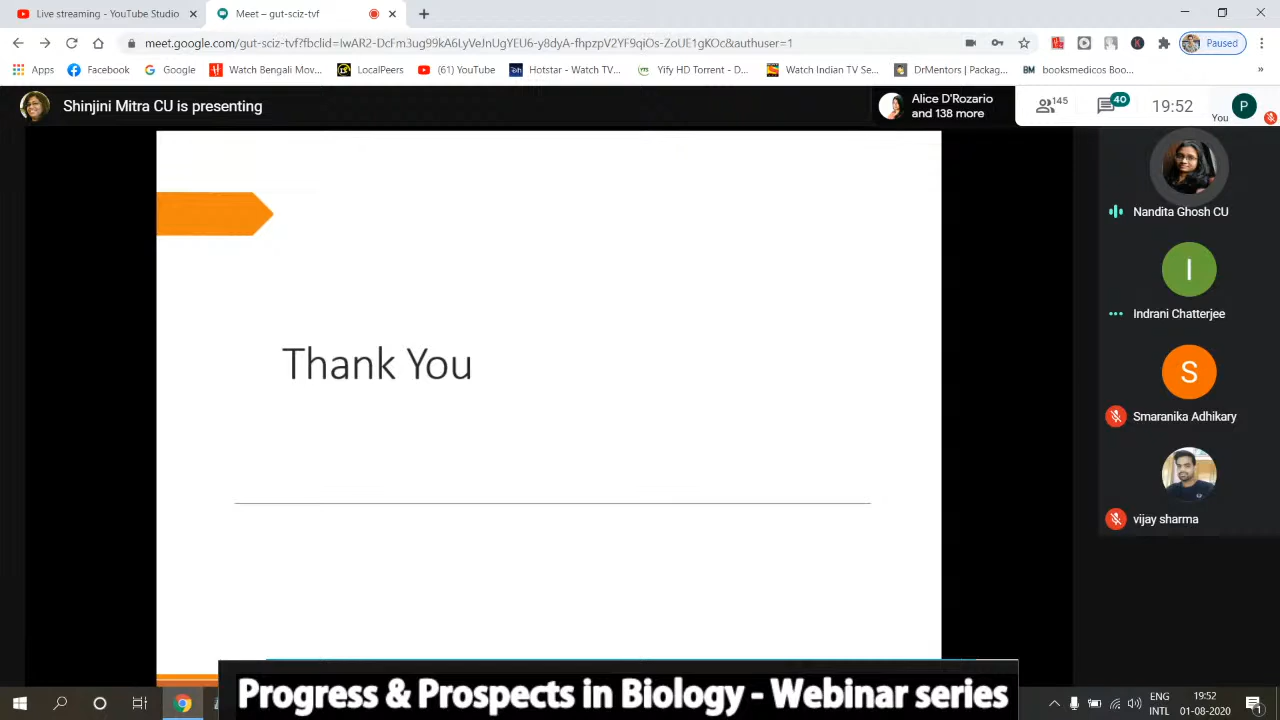 Live streaming - YouTube Studio
Meet – gut-sciz-tvf
meet.google.com/gut-sciz-tvf?fbclid=IwAR2-DcFm3ug99kA6LyVeJnUqcUF6-y8dyA-fhpzpV2YF9qiOs-ZoUE1gKOc&authuser=1
Paused
Apps
Facebook
Google
Watch Bengali Mov...
LocalPeers
(61) YouTube
Hotstar - Watch TV...
Yify HD Torrent - D...
Watch Indian TV Se...
DrMentors | Packag...
BM booksmedicos Boo...
»
Shinjini Mitra CU is presenting
Alice D'Rozario
and 138 more
145
40
19:52
You
P
Nandita Ghosh CU
I
Indrani Chatterjee
S
Smaranika Adhikary
vijay sharma
Thank You
Progress & Prospects in Biology - Webinar series
ENG
INTL
19:52
01-08-2020